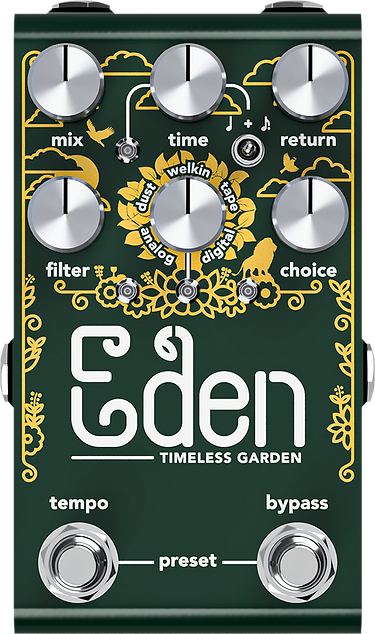 mix
time
return
♩ + ♪.
welkin
dust
tape
analog
digital
filter
choice
Eden
TIMELESS GARDEN
tempo
bypass
preset